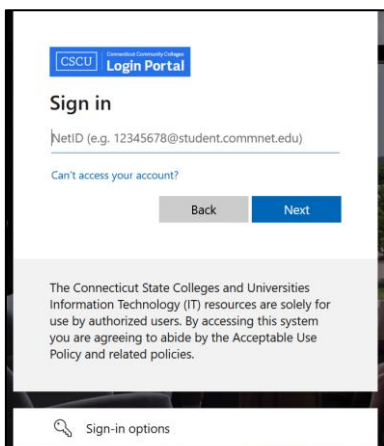 CSCU
Connecticut Community Colleges
Login Portal
Sign in
NetID (e.g. 12345678@student.commnet.edu)
Can't access your account?
Back
Next
The Connecticut State Colleges and Universities
Information Technology (IT) resources are solely for
use by authorized users. By accessing this system
you are agreeing to abide by the Acceptable Use
Policy and related policies.
Sign-in options